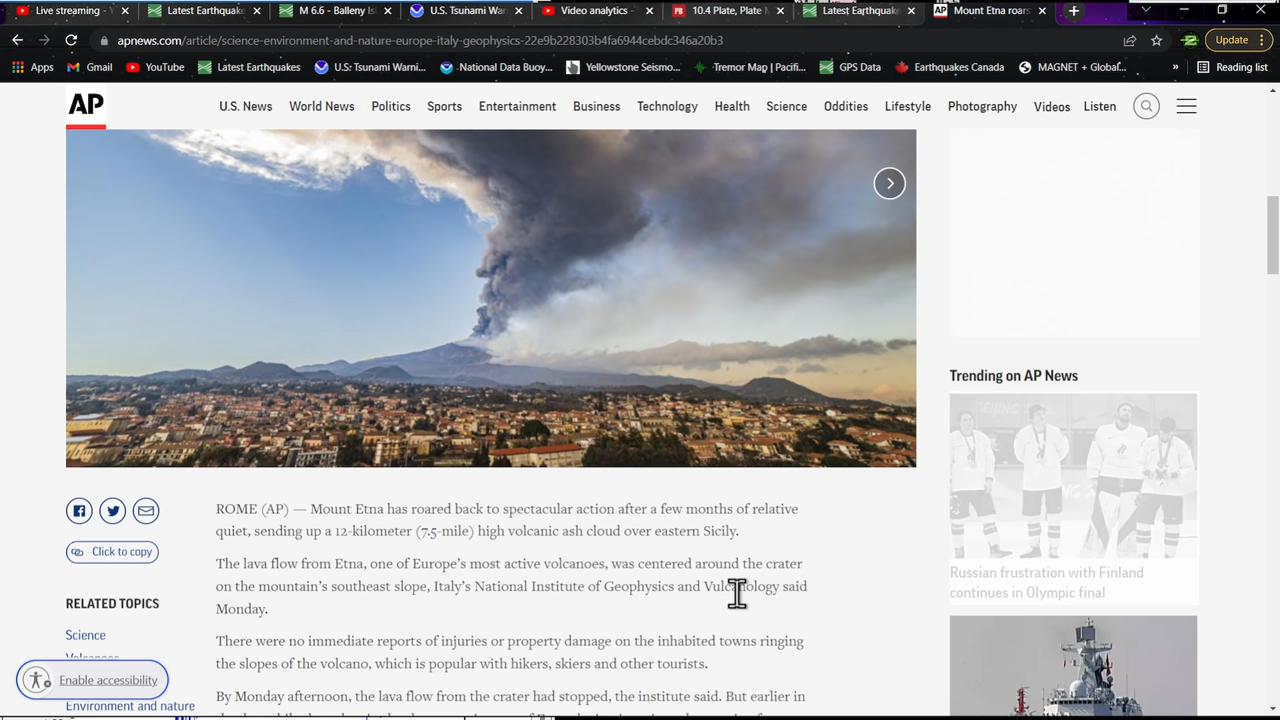 Live streaming -
Latest Earthquake
M 6.6 - Balleny Is
U.S. Tsunami War
Video analytics -
10.4 Plate, Plate M
Latest Earthquake
Mount Etna roars
apnews.com/article/science-environment-and-nature-europe-italy-geophysics-22e9b228303b4fa6944cebdc346a20b3
Update
Apps Gmail YouTube Latest Earthquakes U.S: Tsunami Warni... National Data Buoy... Yellowstone Seismo... Tremor Map | Pacifi... GPS Data Earthquakes Canada MAGNET + Global... » Reading list
AP
U.S. News World News Politics Sports Entertainment Business Technology Health Science Oddities Lifestyle Photography Videos Listen
Trending on AP News
BEIJING
Russian frustration with Finland
continues in Olympic final
Click to copy
RELATED TOPICS
Science
Volcanoes
Enable accessibility
Environment and nature
ROME (AP) — Mount Etna has roared back to spectacular action after a few months of relative
quiet, sending up a 12-kilometer (7.5-mile) high volcanic ash cloud over eastern Sicily.
The lava flow from Etna, one of Europe's most active volcanoes, was centered around the crater
on the mountain's southeast slope, Italy's National Institute of Geophysics and Vulcanology said
Monday.
There were no immediate reports of injuries or property damage on the inhabited towns ringing
the slopes of the volcano, which is popular with hikers, skiers and other tourists.
By Monday afternoon, the lava flow from the crater had stopped, the institute said. But earlier in